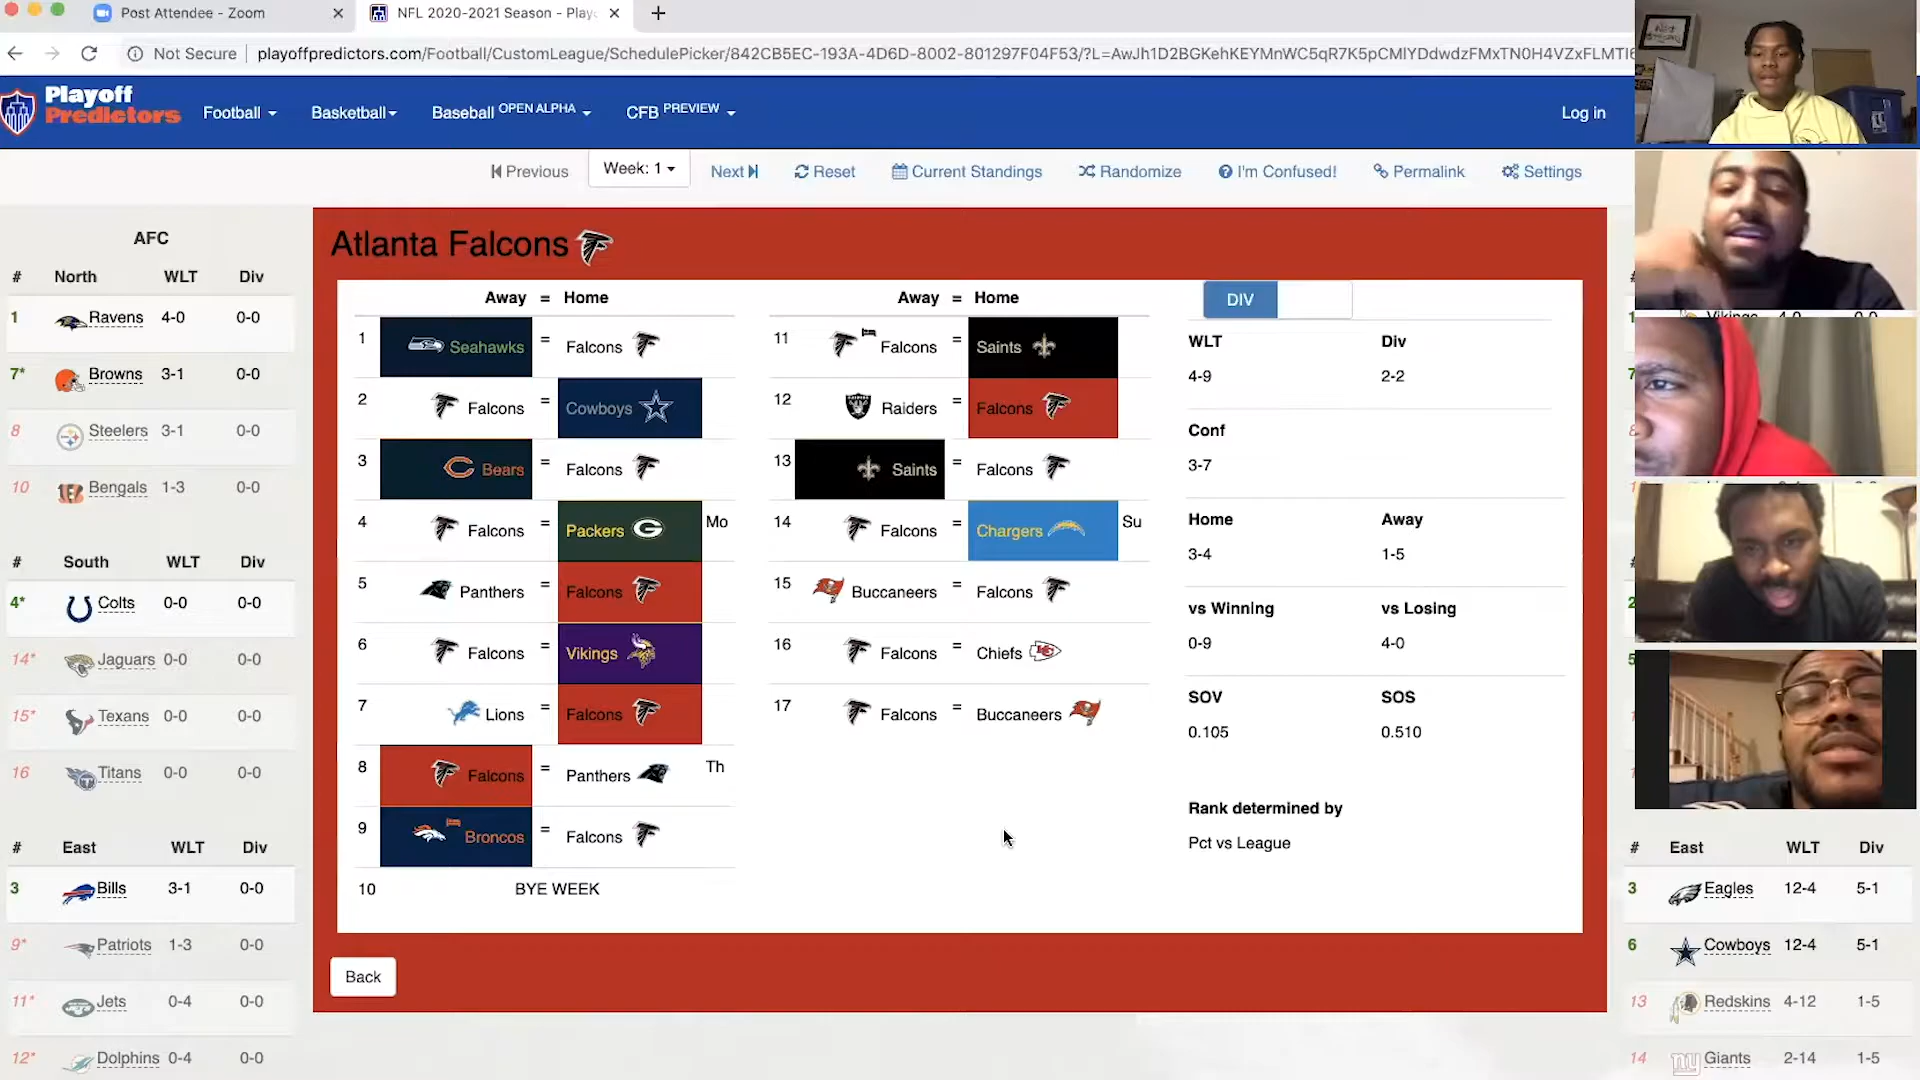 Post Attendee - Zoom
NFL 2020-2021 Season - Play
Not Secure
playoffpredictors.com/Football/CustomLeague/SchedulePicker/842CB5EC-193A-4D6D-8002-801297F04F53/?L=AwJh1D2BGKehKEYMnWC5qR7K5pCMlYDdwdzFMxTN0H4VZxFLMTI6
Playoff
Predictors
Football
Basketball
Baseball OPEN ALPHA
CFB PREVIEW
Log in
Previous
Week: 1
Next
Reset
Current Standings
Randomize
I'm Confused!
Permalink
Settings
AFC
# North WLT Div
1 Ravens 4-0 0-0
7* Browns 3-1 0-0
8 Steelers 3-1 0-0
10 Bengals 1-3 0-0
# South WLT Div
4* Colts 0-0 0-0
14* Jaguars 0-0 0-0
15* Texans 0-0 0-0
16 Titans 0-0 0-0
# East WLT Div
3 Bills 3-1 0-0
9* Patriots 1-3 0-0
11* Jets 0-4 0-0
12* Dolphins 0-4 0-0
Atlanta Falcons
Away = Home
1 Seahawks = Falcons
2 Falcons = Cowboys
3 Bears = Falcons
4 Falcons = Packers Mo
5 Panthers = Falcons
6 Falcons = Vikings
7 Lions = Falcons
8 Falcons = Panthers Th
9 Broncos = Falcons
10 BYE WEEK
Away = Home
11 Falcons = Saints
12 Raiders = Falcons
13 Saints = Falcons
14 Falcons = Chargers Su
15 Buccaneers = Falcons
16 Falcons = Chiefs
17 Falcons = Buccaneers
DIV
WLT Div
4-9 2-2
Conf
3-7
Home Away
3-4 1-5
vs Winning vs Losing
0-9 4-0
SOV SOS
0.105 0.510
Rank determined by
Pct vs League
Back
# East WLT Div
3 Eagles 12-4 5-1
6 Cowboys 12-4 5-1
13 Redskins 4-12 1-5
14 Giants 2-14 1-5